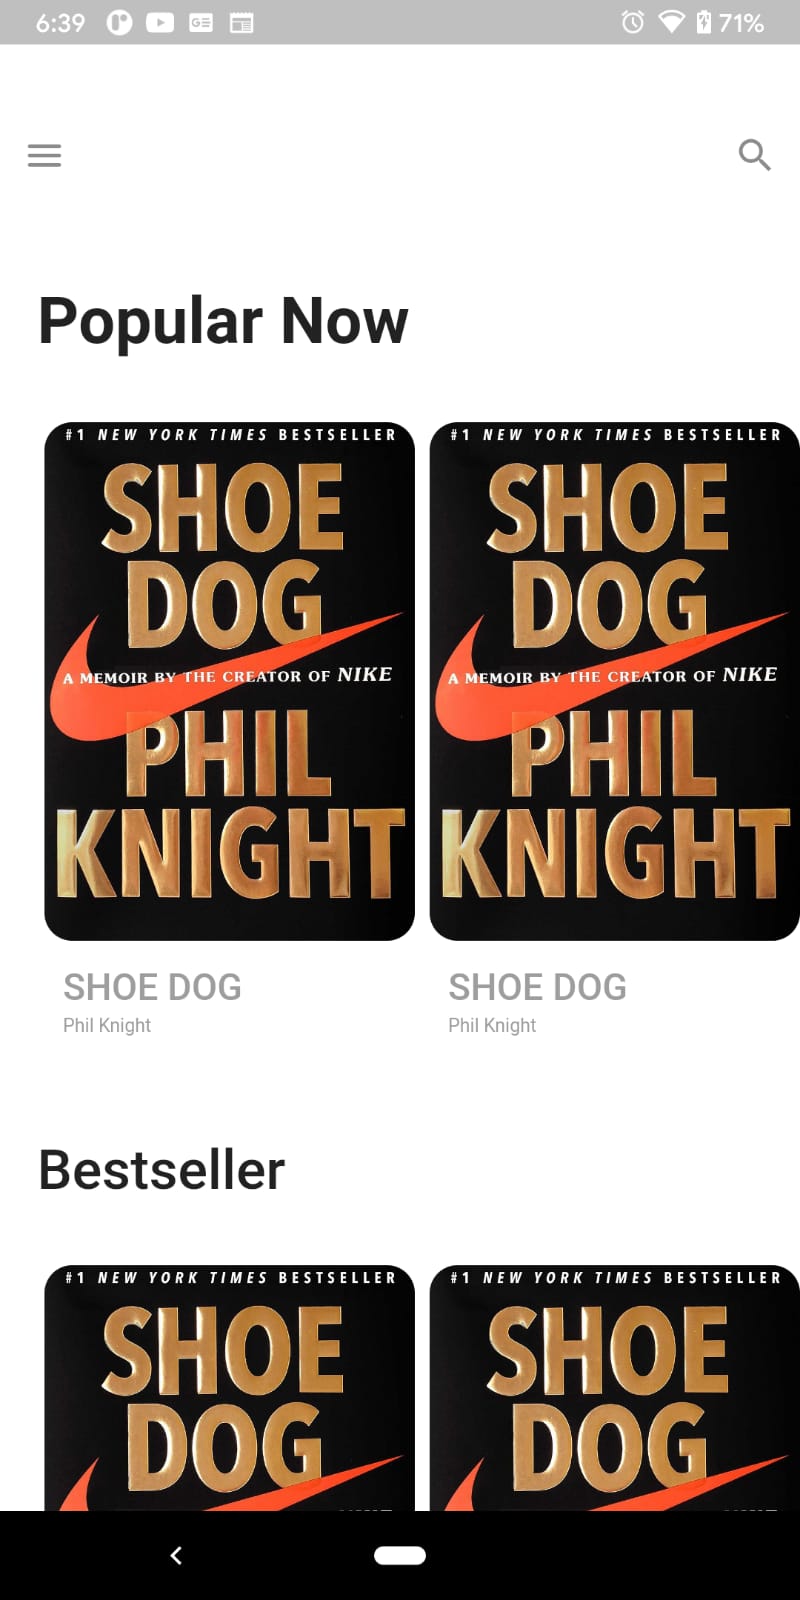 6:39
71%
Popular Now
#1 NEW YORK TIMES BESTSELLER
SHOE
DOG
A MEMOIR BY THE CREATOR OF NIKE
PHIL
KNIGHT
#1 NEW YORK TIMES BESTSELLER
SHOE
DOG
A MEMOIR BY THE CREATOR OF NIKE
PHIL
KNIGHT
SHOE DOG
Phil Knight
SHOE DOG
Phil Knight
Bestseller
#1 NEW YORK TIMES BESTSELLER
SHOE
DOG
#1 NEW YORK TIMES BESTSELLER
SHOE
DOG